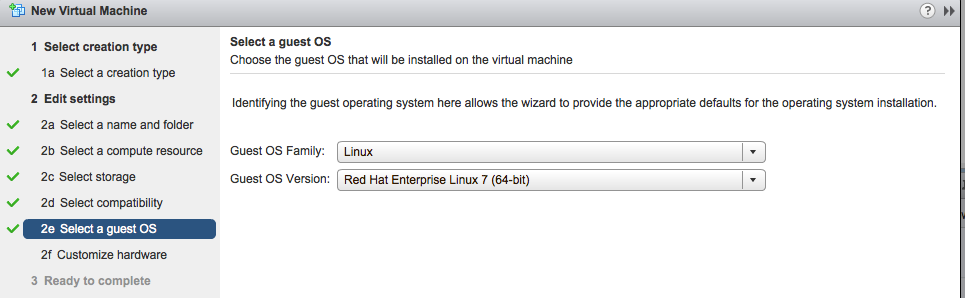 New Virtual Machine
?
1 Select creation type
1a Select a creation type
2 Edit settings
2a Select a name and folder
2b Select a compute resource
2c Select storage
2d Select compatibility
2e Select a guest OS
2f Customize hardware
3 Ready to complete
Select a guest OS
Choose the guest OS that will be installed on the virtual machine
Identifying the guest operating system here allows the wizard to provide the appropriate defaults for the operating system installation.
Guest OS Family: Linux
Guest OS Version: Red Hat Enterprise Linux 7 (64-bit)